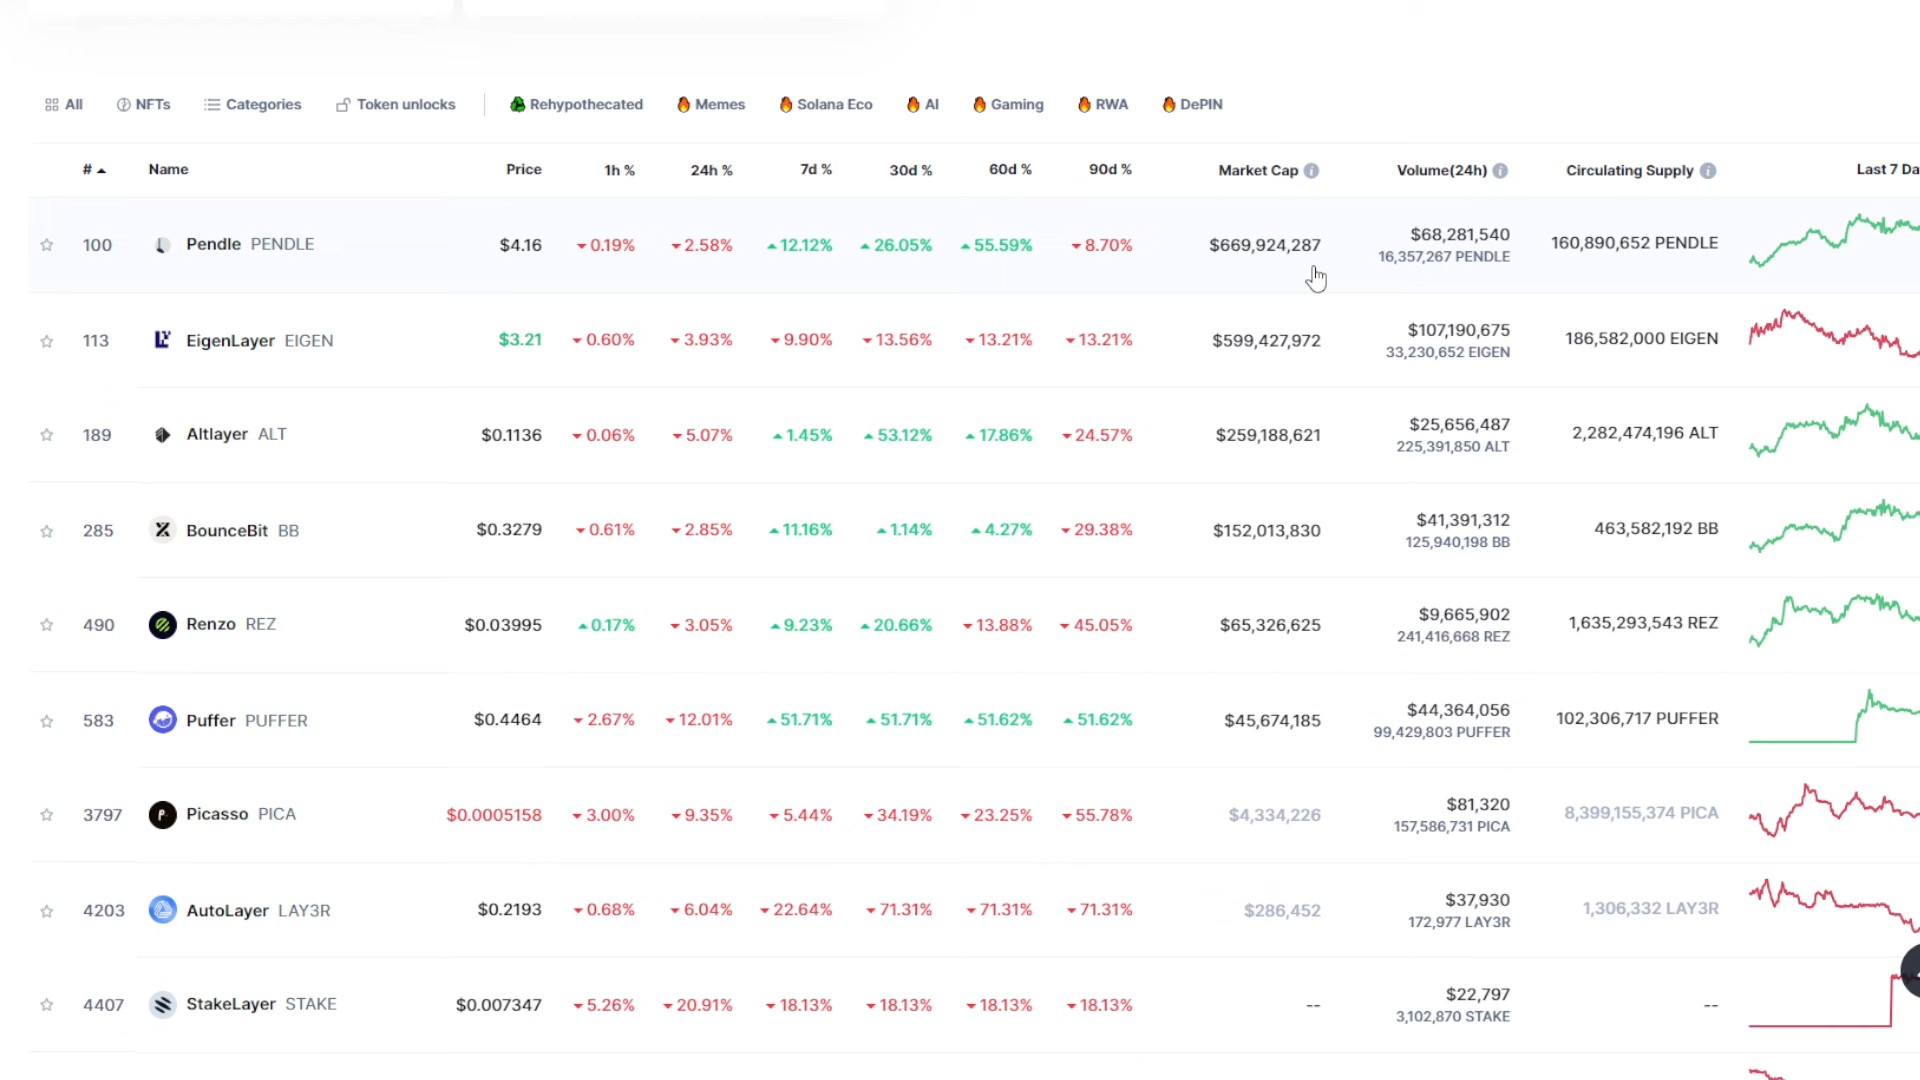 All NFTs Categories Token unlocks Rehypothecated Memes Solana Eco AI Gaming RWA DePIN
# Name Price 1h % 24h % 7d % 30d % 60d % 90d % Market Cap Volume(24h) Circulating Supply Last 7 Da
100 Pendle PENDLE $4.16 0.19% 2.58% 12.12% 26.05% 55.59% 8.70% $669,924,287 $68,281,540 160,890,652 PENDLE
16,357,267 PENDLE
113 EigenLayer EIGEN $3.21 0.60% 3.93% 9.90% 13.56% 13.21% 13.21% $599,427,972 $107,190,675 186,582,000 EIGEN
33,230,652 EIGEN
189 Altlayer ALT $0.1136 0.06% 5.07% 1.45% 53.12% 17.86% 24.57% $259,188,621 $25,656,487 2,282,474,196 ALT
225,391,850 ALT
285 BounceBit BB $0.3279 0.61% 2.85% 11.16% 1.14% 4.27% 29.38% $152,013,830 $41,391,312 463,582,192 BB
125,940,198 BB
490 Renzo REZ $0.03995 0.17% 3.05% 9.23% 20.66% 13.88% 45.05% $65,326,625 $9,665,902 1,635,293,543 REZ
241,416,668 REZ
583 Puffer PUFFER $0.4464 2.67% 12.01% 51.71% 51.71% 51.62% 51.62% $45,674,185 $44,364,056 102,306,717 PUFFER
99,429,803 PUFFER
3797 Picasso PICA $0.0005158 3.00% 9.35% 5.44% 34.19% 23.25% 55.78% $4,334,226 $81,320 8,399,155,374 PICA
157,586,731 PICA
4203 AutoLayer LAY3R $0.2193 0.68% 6.04% 22.64% 71.31% 71.31% 71.31% $286,452 $37,930 1,306,332 LAY3R
172,977 LAY3R
4407 StakeLayer STAKE $0.007347 5.26% 20.91% 18.13% 18.13% 18.13% 18.13% -- $22,797 --
3,102,870 STAKE